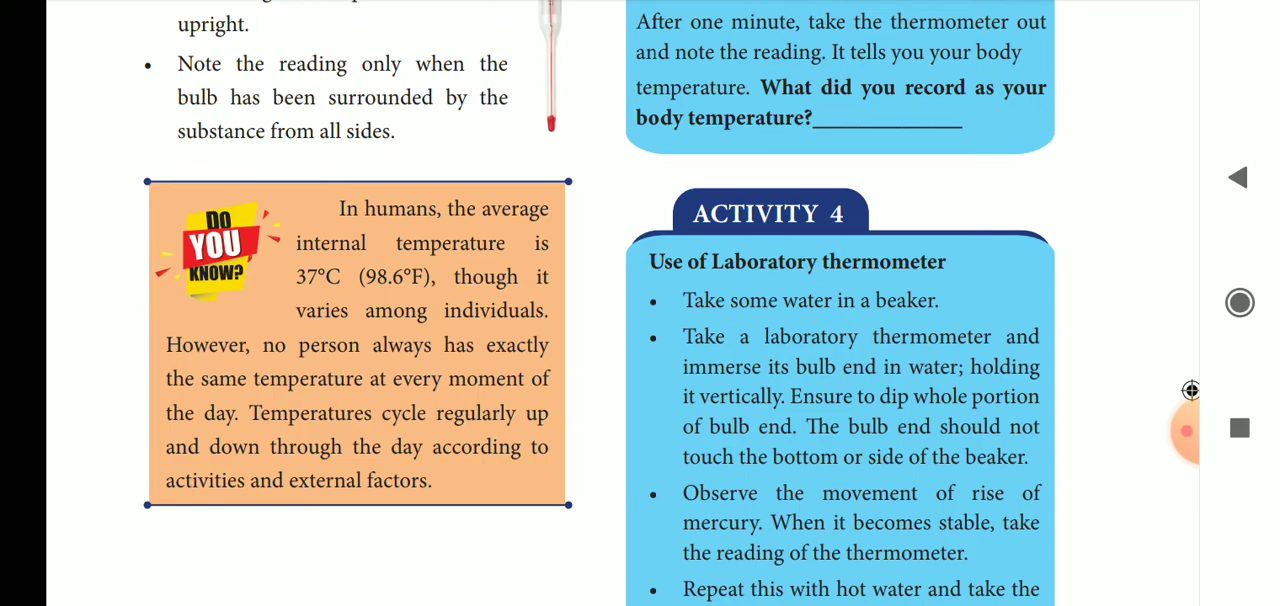 upright.
• Note the reading only when the
bulb has been surrounded by the
substance from all sides.
DO
YOU
KNOW?
In humans, the average
internal temperature is
37°C (98.6°F), though it
varies among individuals.
However, no person always has exactly
the same temperature at every moment of
the day. Temperatures cycle regularly up
and down through the day according to
activities and external factors.
After one minute, take the thermometer out
and note the reading. It tells you your body
temperature. What did you record as your
body temperature?______________
ACTIVITY 4
Use of Laboratory thermometer
• Take some water in a beaker.
• Take a laboratory thermometer and
immerse its bulb end in water; holding
it vertically. Ensure to dip whole portion
of bulb end. The bulb end should not
touch the bottom or side of the beaker.
• Observe the movement of rise of
mercury. When it becomes stable, take
the reading of the thermometer.
• Repeat this with hot water and take the